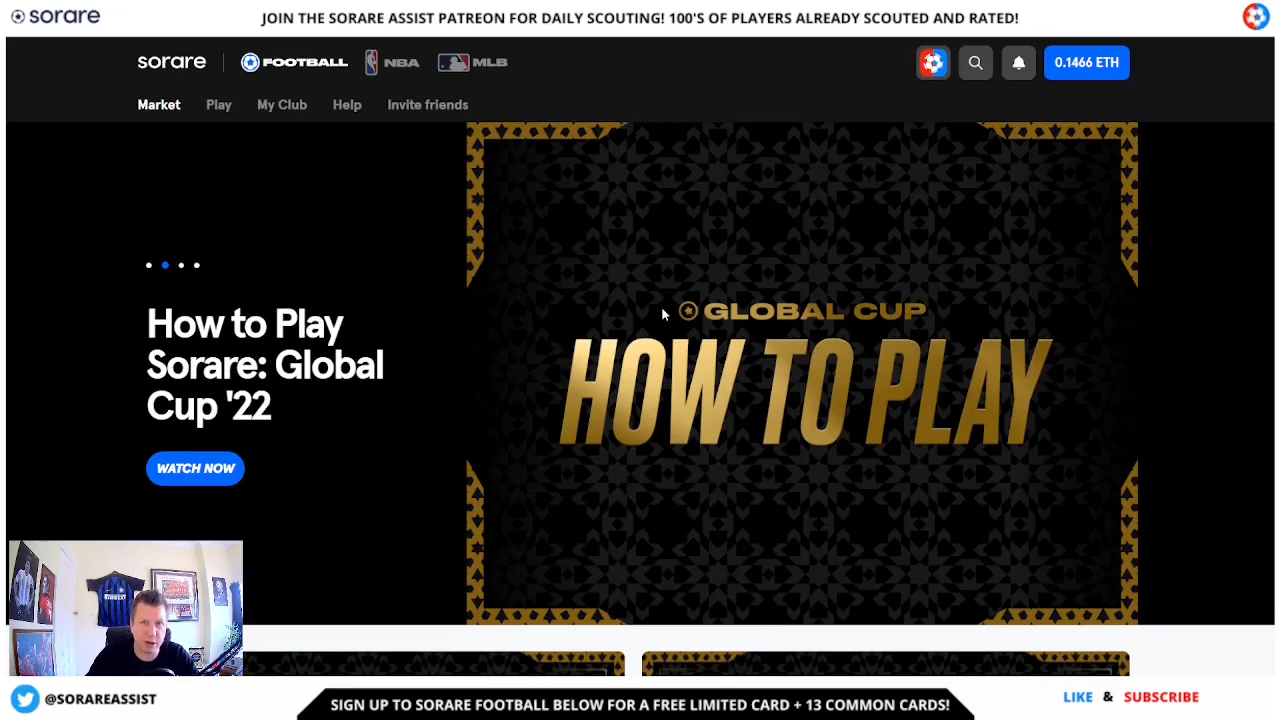 sorare
JOIN THE SORARE ASSIST PATREON FOR DAILY SCOUTING! 100'S OF PLAYERS ALREADY SCOUTED AND RATED!
sorare
FOOTBALL
NBA
MLB
0.1466 ETH
Market
Play
My Club
Help
Invite friends
GLOBAL CUP
HOW TO PLAY
How to Play
Sorare: Global
Cup '22
WATCH NOW
PIRELLI
@SORAREASSIST
SIGN UP TO SORARE FOOTBALL BELOW FOR A FREE LIMITED CARD + 13 COMMON CARDS!
LIKE & SUBSCRIBE